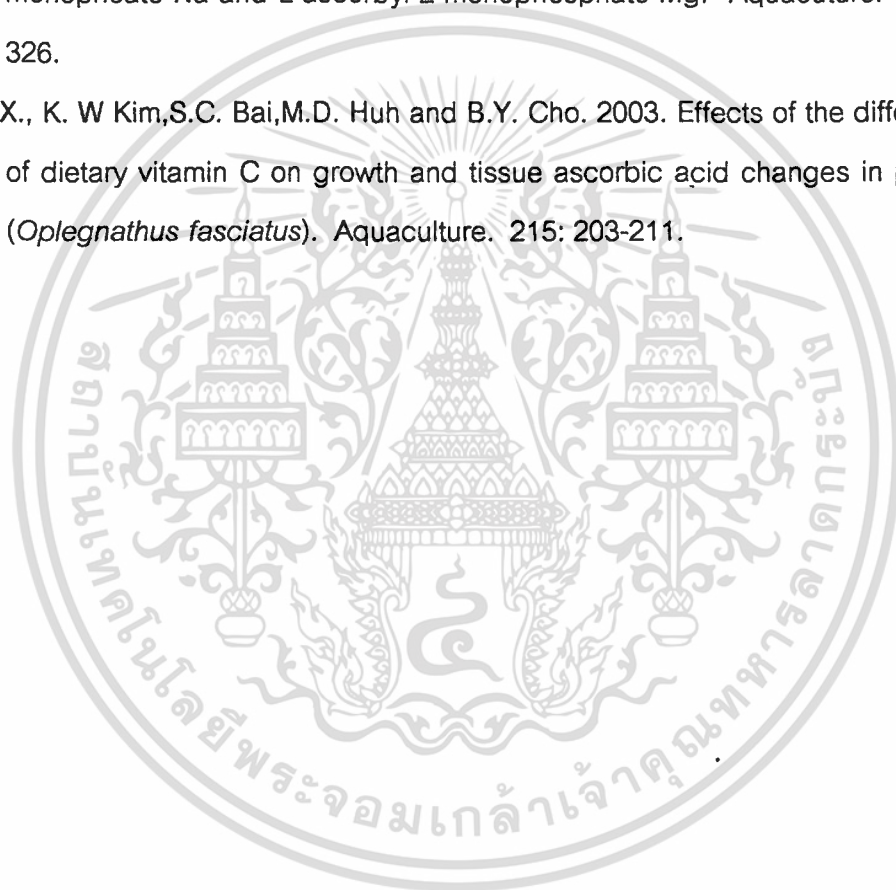 326.
X., K. W Kim,S.C. Bai,M.D. Huh and B.Y. Cho. 2003. Effects of the diffe
of dietary vitamin C on growth and tissue ascorbic acid changes in
(Oplegnathus fasciatus). Aquaculture. 215: 203-211.
สถาบันเทคโนโลยีพระจอมเกล้าเจ้าคุณทหารลาดกระบัง